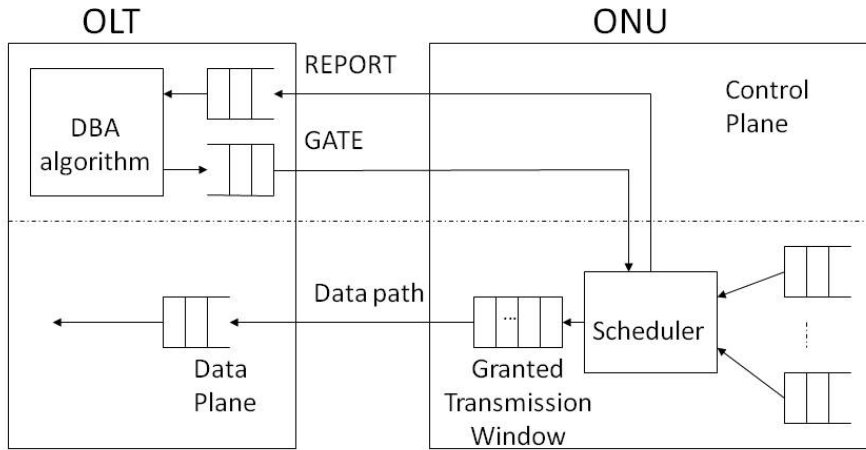 OLT
ONU
REPORT
DBA
algorithm
GATE
Control
Plane
Data path
...
Scheduler
Data
Plane
Granted
Transmission
Window